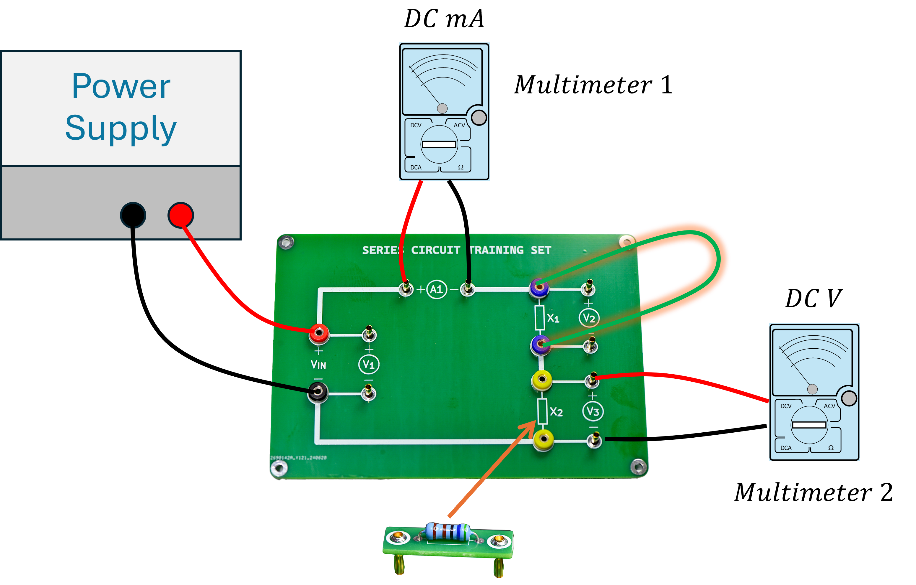 DC mA
Multimeter 1
Power
Supply
DCV
ACV
DCA
Ω
SERIES CIRCUIT TRAINING SET
+ A1 −
X1
+
V2
−
+
VIN
−
+
V1
−
X2
+
V3
−
DC V
DCV
ACV
DCA
Ω
Multimeter 2